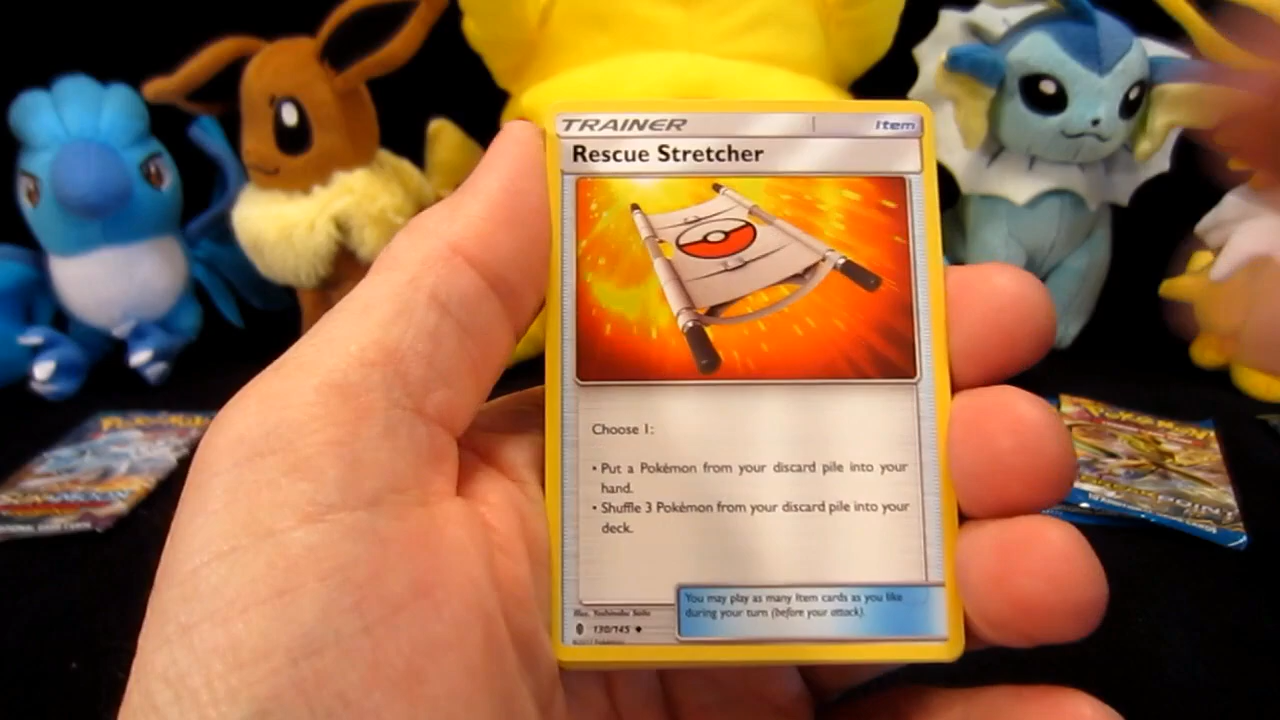 TRAINER Item
Rescue Stretcher
Choose 1:
• Put a Pokémon from your discard pile into your
hand.
• Shuffle 3 Pokémon from your discard pile into your
deck.
You may play as many Item cards as you like
during your turn (before your attack).
Illus. Yoshinobu Saito
130/145
©2017 Pokémon